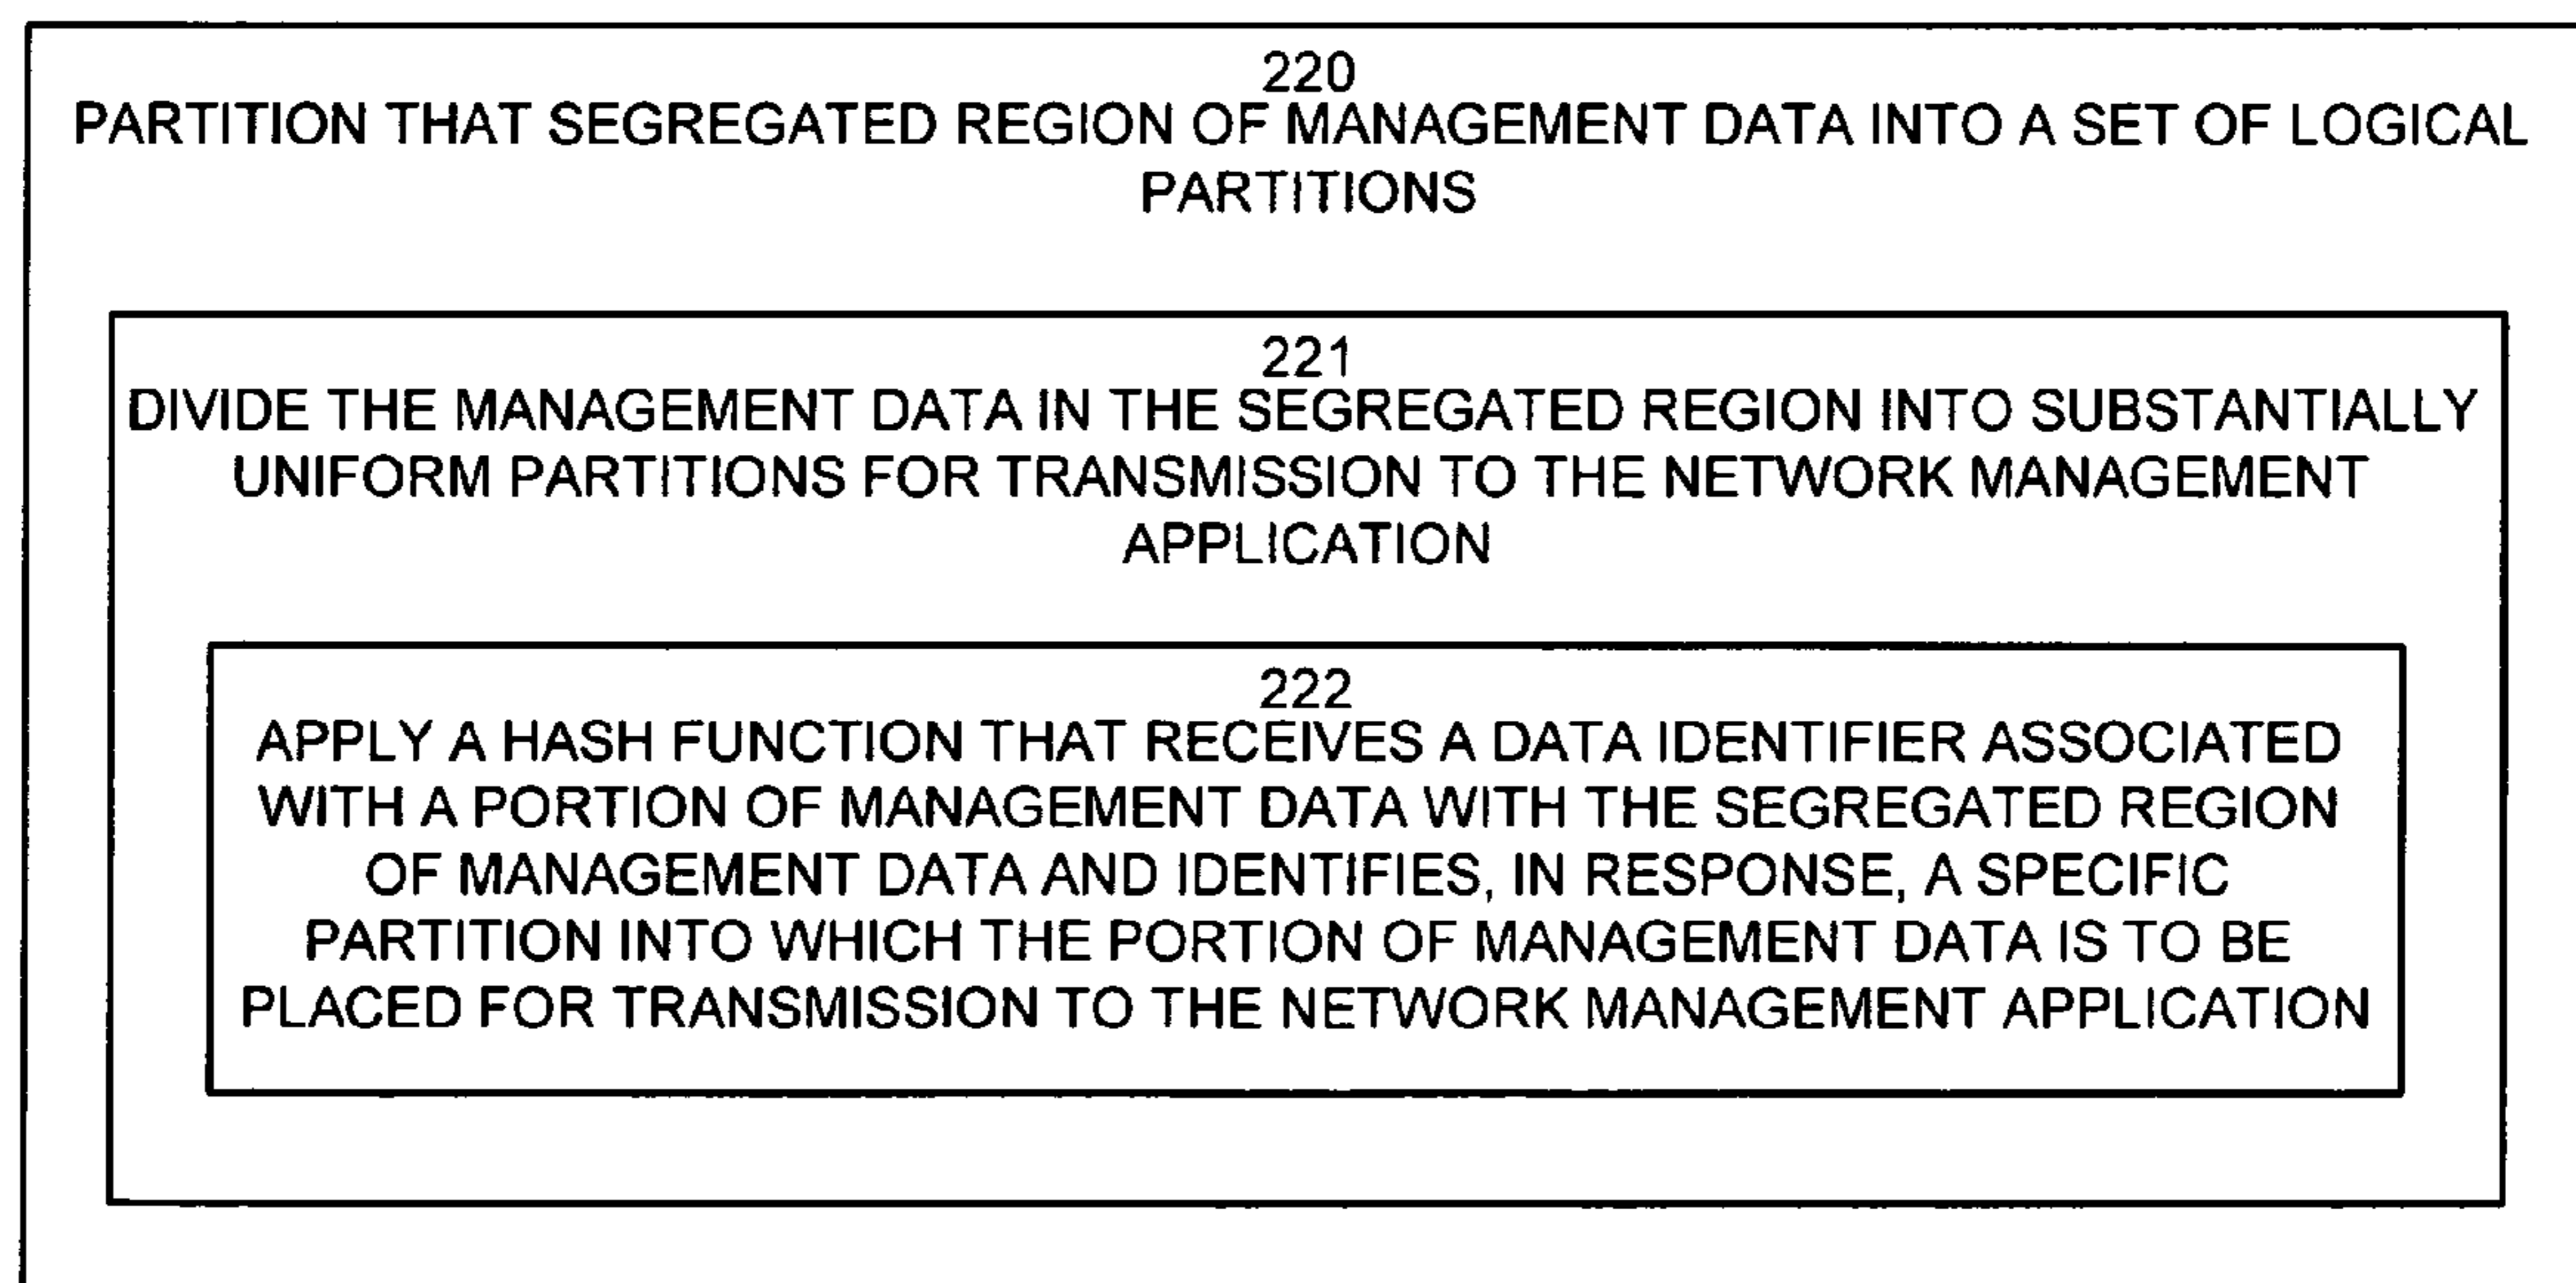 220
PARTITION THAT SEGREGATED REGION OF MANAGEMENT DATA INTO A SET OF LOGICAL
PARTITIONS
221
DIVIDE THE MANAGEMENT DATA IN THE SEGREGATED REGION INTO SUBSTANTIALLY
UNIFORM PARTITIONS FOR TRANSMISSION TO THE NETWORK MANAGEMENT
APPLICATION
222
APPLY A HASH FUNCTION THAT RECEIVES A DATA IDENTIFIER ASSOCIATED
WITH A PORTION OF MANAGEMENT DATA WITH THE SEGREGATED REGION
OF MANAGEMENT DATA AND IDENTIFIES, IN RESPONSE, A SPECIFIC
PARTITION INTO WHICH THE PORTION OF MANAGEMENT DATA IS TO BE
PLACED FOR TRANSMISSION TO THE NETWORK MANAGEMENT APPLICATION